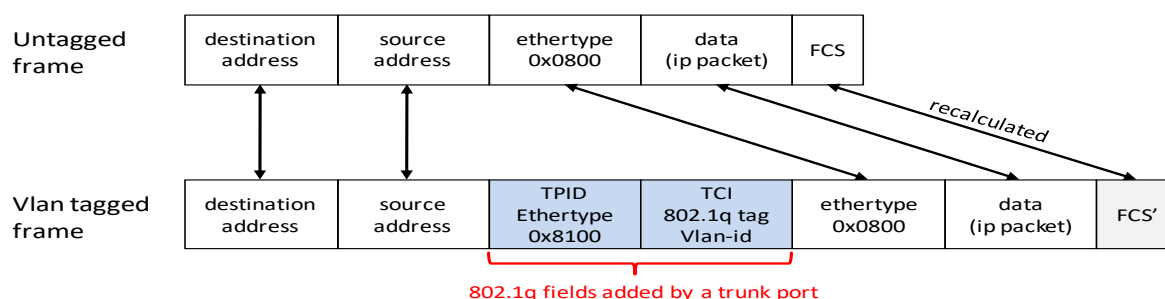 Untagged
frame
destination
address
source
address
ethertype
0x0800
data
(ip packet)
FCS
recalculated
Vlan tagged
frame
destination
address
source
address
TPID
Ethertype
0x8100
TCI
802.1q tag
Vlan-id
ethertype
0x0800
data
(ip packet)
FCS'
802.1q fields added by a trunk port